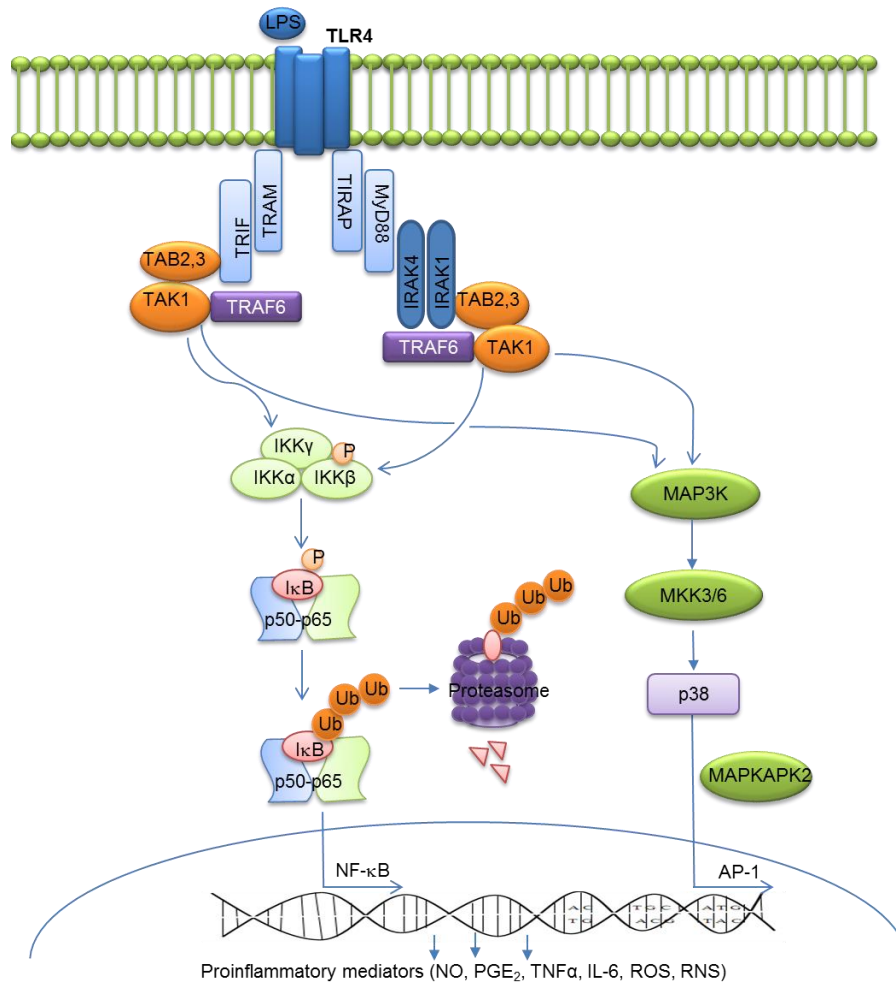 LPS
TLR4
TRIF
TRAM
TIRAP
MyD88
IRAK4
IRAK1
TAB2,3
TAK1
TRAF6
TAB2,3
TRAF6
TAK1
IKKγ
P
IKKα
IKKβ
MAP3K
P
IκB
p50-p65
MKK3/6
Ub
Ub
Ub
Proteasome
p38
Ub
Ub
Ub
IκB
p50-p65
MAPKAPK2
NF-κB
AP-1
Proinflammatory mediators (NO, PGE₂, TNFα, IL-6, ROS, RNS)